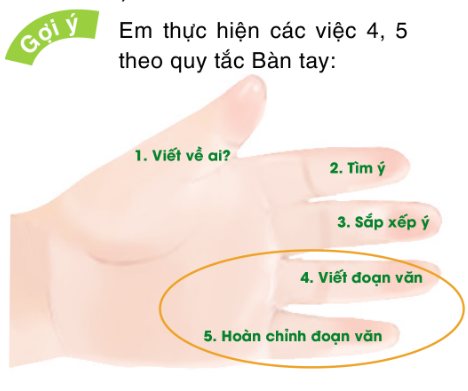 Gợi ý
Em thực hiện các việc 4, 5
theo quy tắc Bàn tay:
1. Viết về ai?
2. Tìm ý
3. Sắp xếp ý
4. Viết đoạn văn
5. Hoàn chỉnh đoạn văn